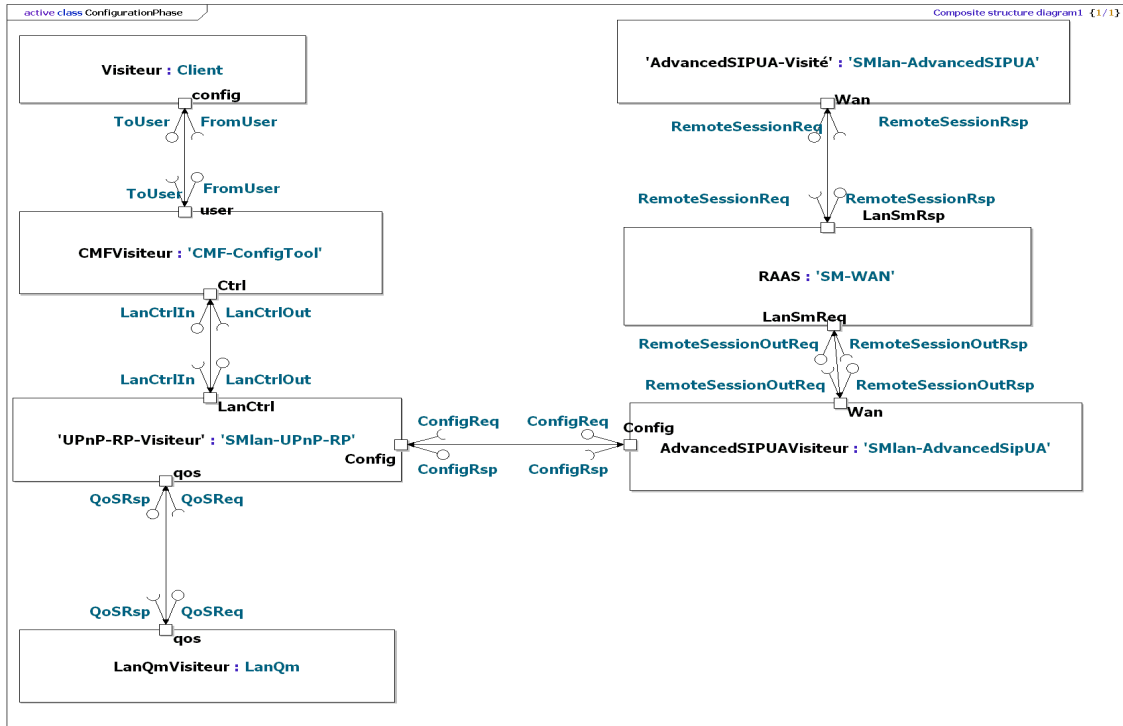 active class ConfigurationPhase
Composite structure diagram1 {1/1}
Visiteur : Client
config
ToUser
FromUser
ToUser
FromUser
user
CMFVisiteur : 'CMF-ConfigTool'
Ctrl
LanCtrlIn
LanCtrlOut
LanCtrlIn
LanCtrlOut
LanCtrl
'UPnP-RP-Visiteur' : 'SMlan-UPnP-RP'
Config
qos
QoSRsp
QoSReq
QoSRsp
QoSReq
qos
LanQmVisiteur : LanQm
ConfigReq
ConfigReq
ConfigRsp
ConfigRsp
'AdvancedSIPUA-Visité' : 'SMlan-AdvancedSIPUA'
Wan
RemoteSessionReq
RemoteSessionRsp
RemoteSessionReq
RemoteSessionRsp
LanSmRsp
RAAS : 'SM-WAN'
LanSmReq
RemoteSessionOutReq
RemoteSessionOutRsp
RemoteSessionOutReq
RemoteSessionOutRsp
Wan
Config
AdvancedSIPUAVisiteur : 'SMlan-AdvancedSipUA'